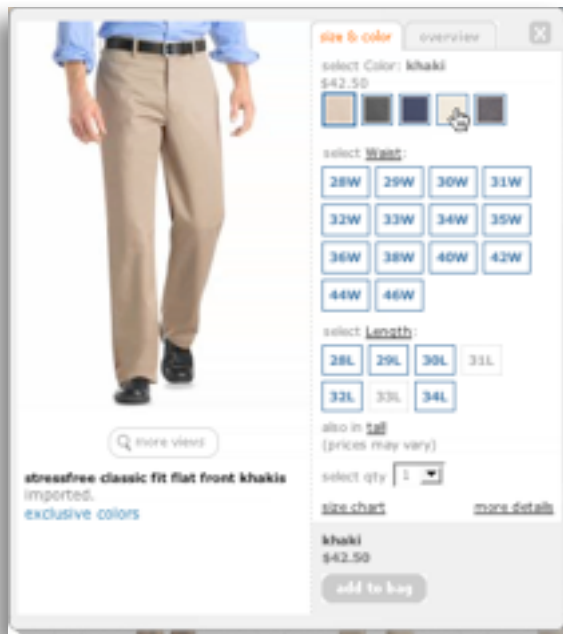 size & color
overview
select Color: khaki
$42.50
select Waist:
28W 29W 30W 31W
32W 33W 34W 35W
36W 38W 40W 42W
44W 46W
select Length:
28L 29L 30L 31L
32L 33L 34L
also in tall
(prices may vary)
select qty 1
size chart more details
khaki
$42.50
add to bag
more views
stressfree classic fit flat front khakis
imported.
exclusive colors